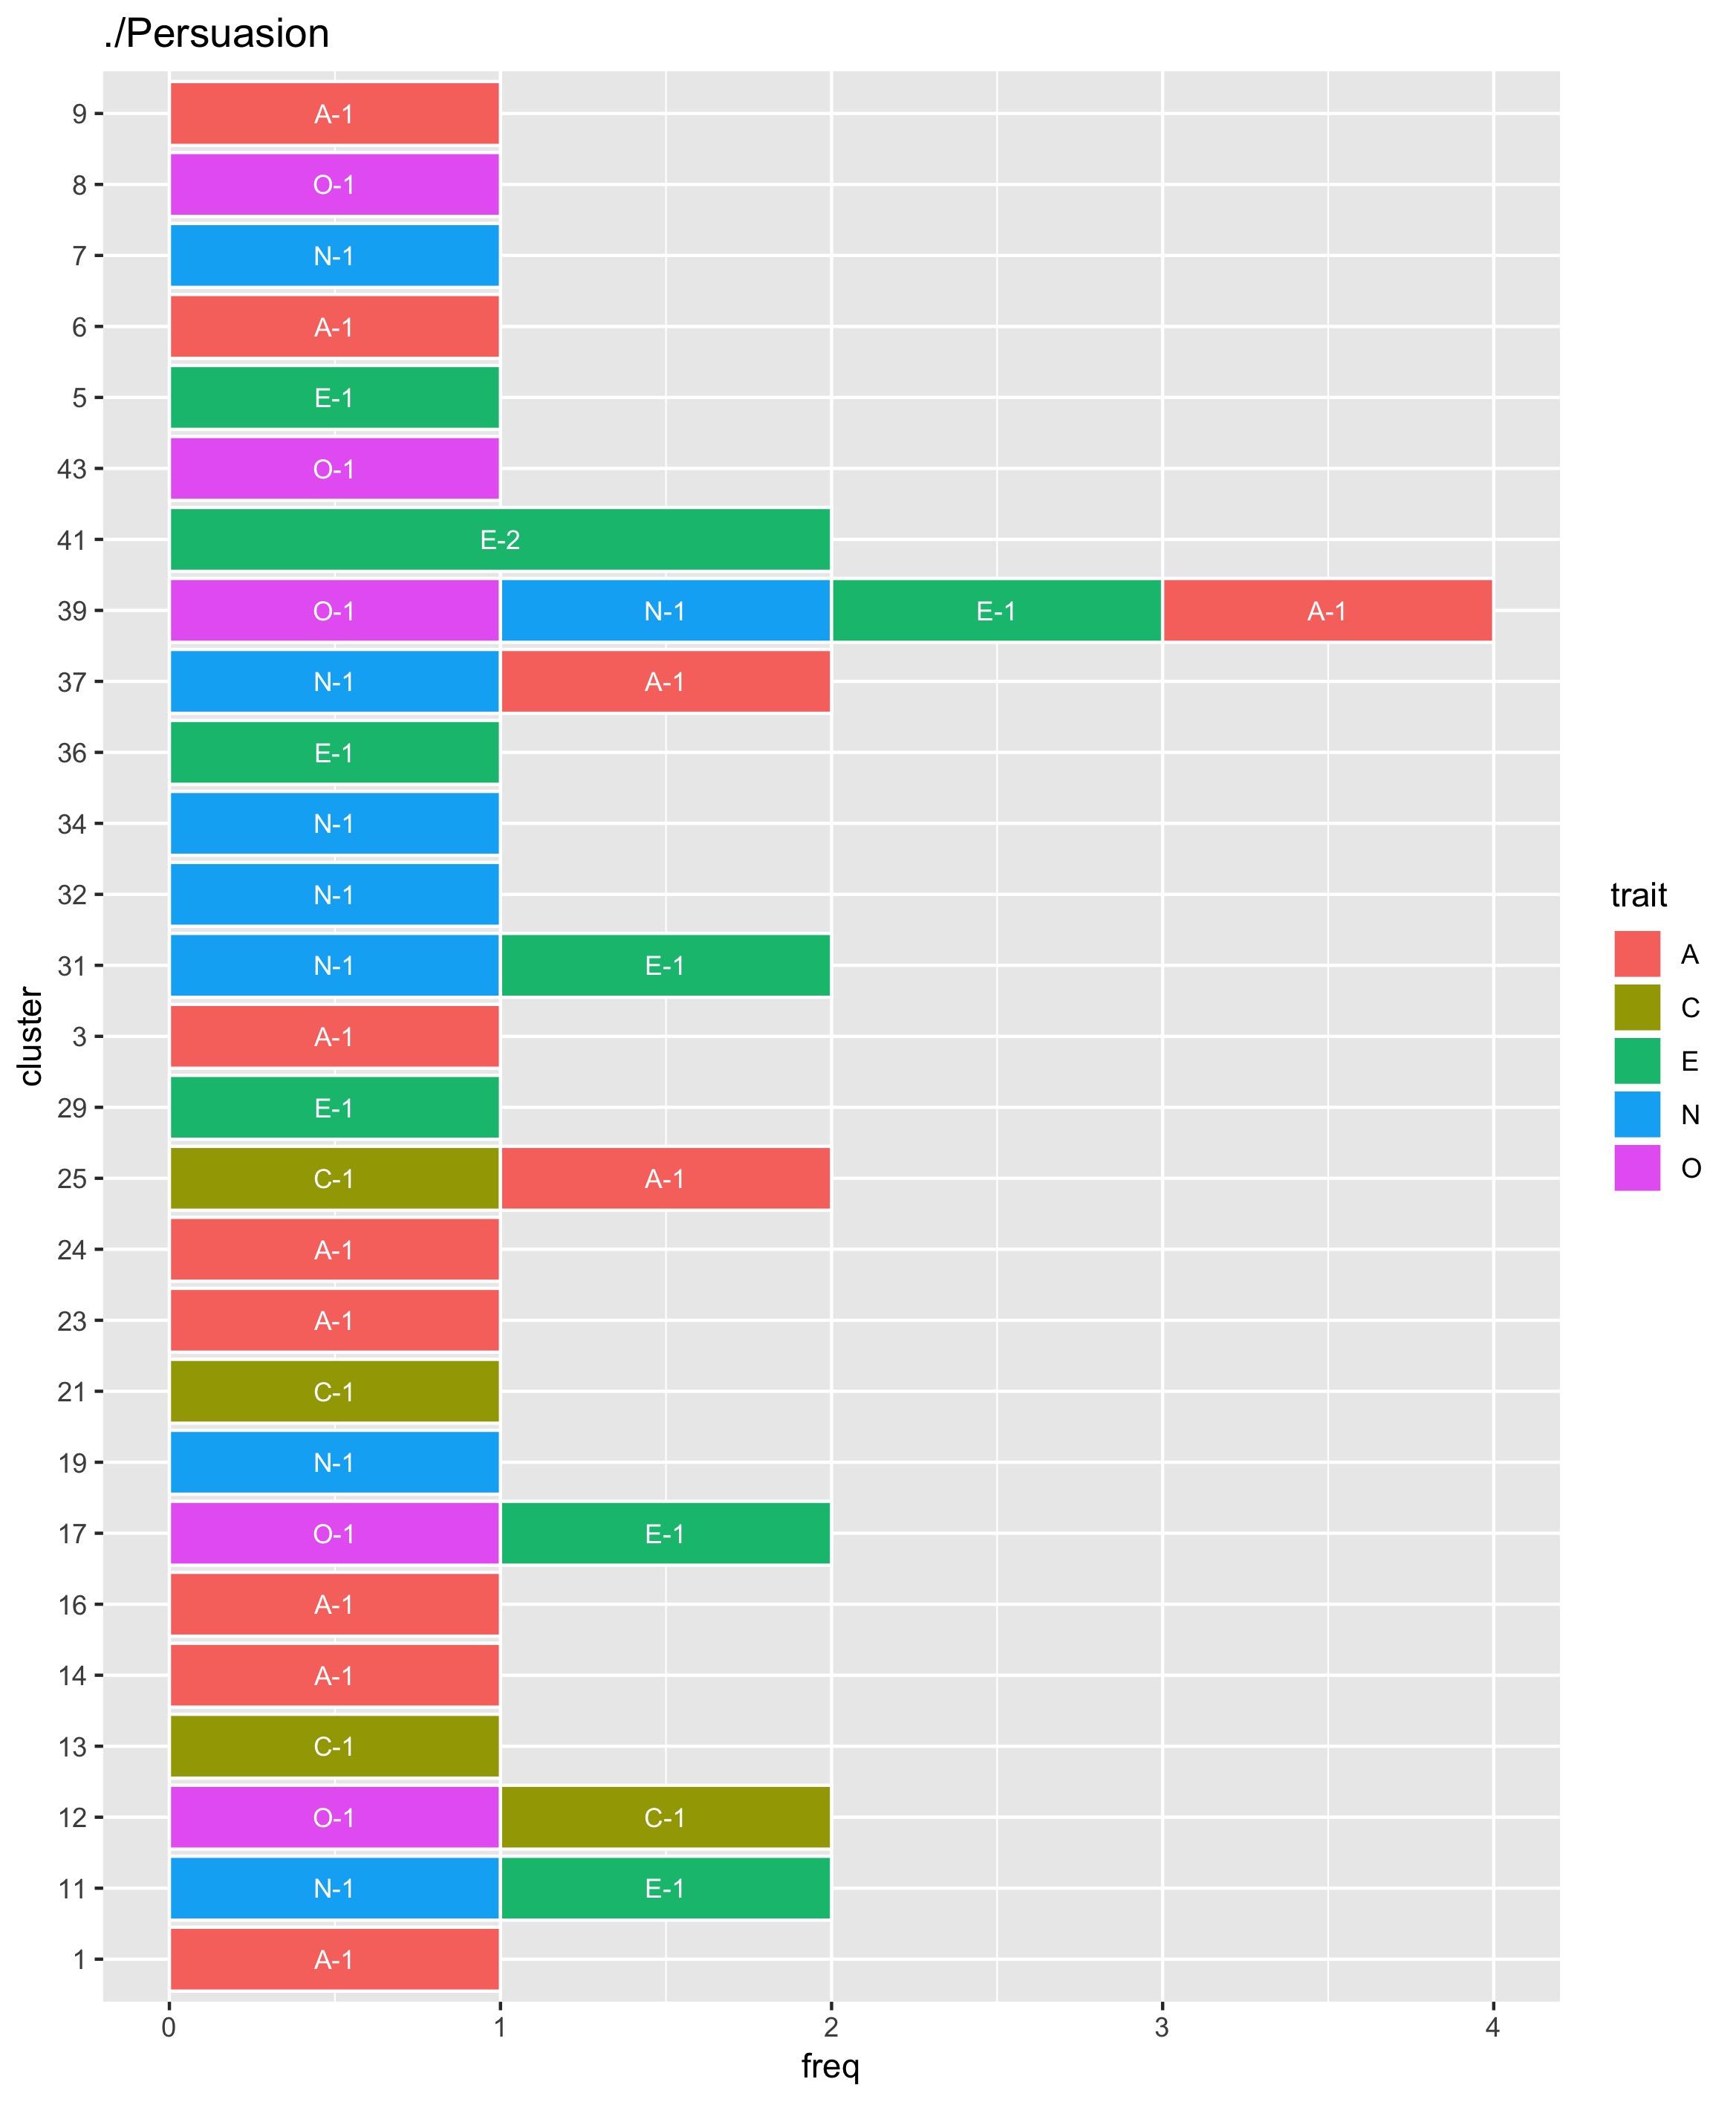 ./Persuasion
9 A-1
8 O-1
7 N-1
6 A-1
5 E-1
43 O-1
41 E-2
39 O-1 N-1 E-1 A-1
37 N-1 A-1
36 E-1
34 N-1
32 N-1
31 N-1 E-1
3 A-1
29 E-1
25 C-1 A-1
24 A-1
23 A-1
21 C-1
19 N-1
17 O-1 E-1
16 A-1
14 A-1
13 C-1
12 O-1 C-1
11 N-1 E-1
1 A-1
0 1 2 3 4
freq
cluster
trait
A
C
E
N
O